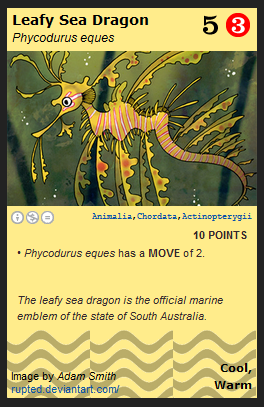 Leafy Sea Dragon
Phycodurus eques
5 3
Animalia,Chordata,Actinopterygii
10 POINTS
• Phycodurus eques has a MOVE of 2.
The leafy sea dragon is the official marine
emblem of the state of South Australia.
Image by Adam Smith
rupted.deviantart.com/
Cool,
Warm